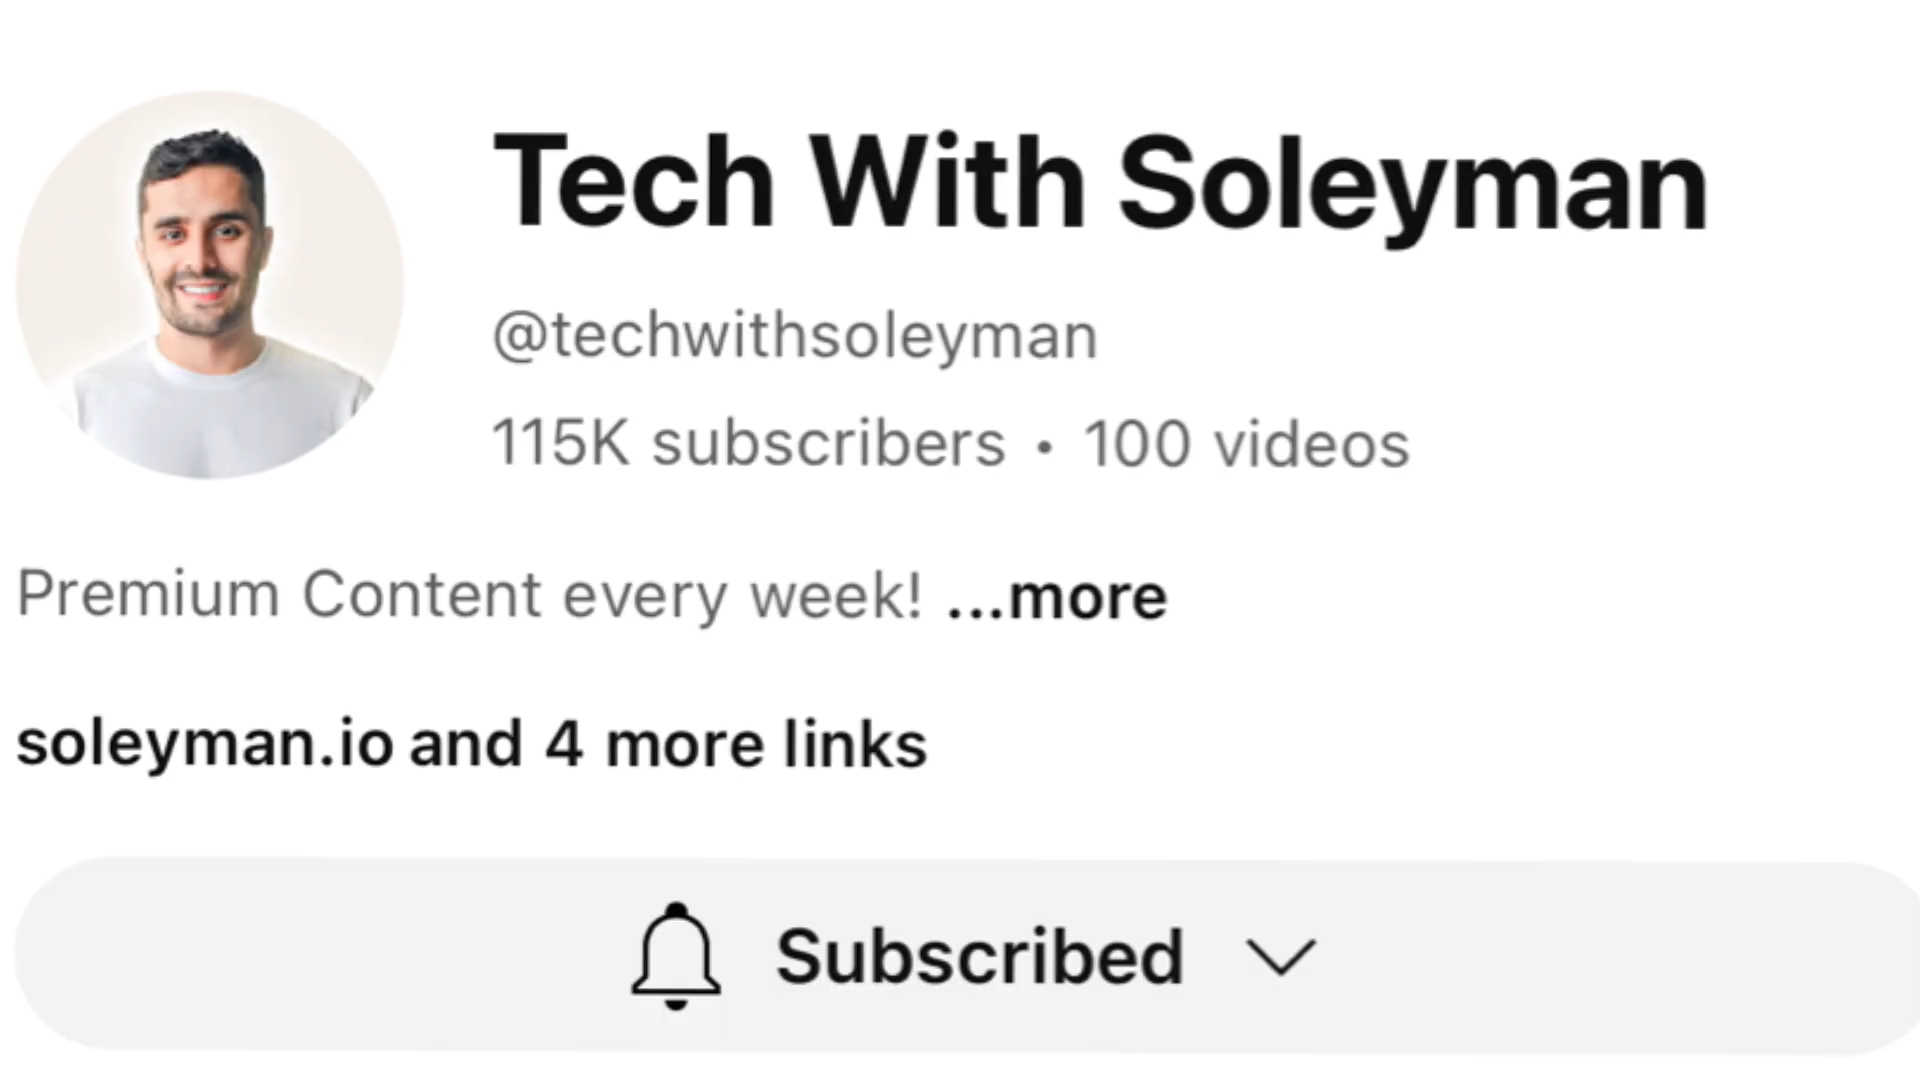 Tech With Soleyman
@techwithsoleyman
115K subscribers • 100 videos
Premium Content every week! ...more
soleyman.io and 4 more links
Subscribed